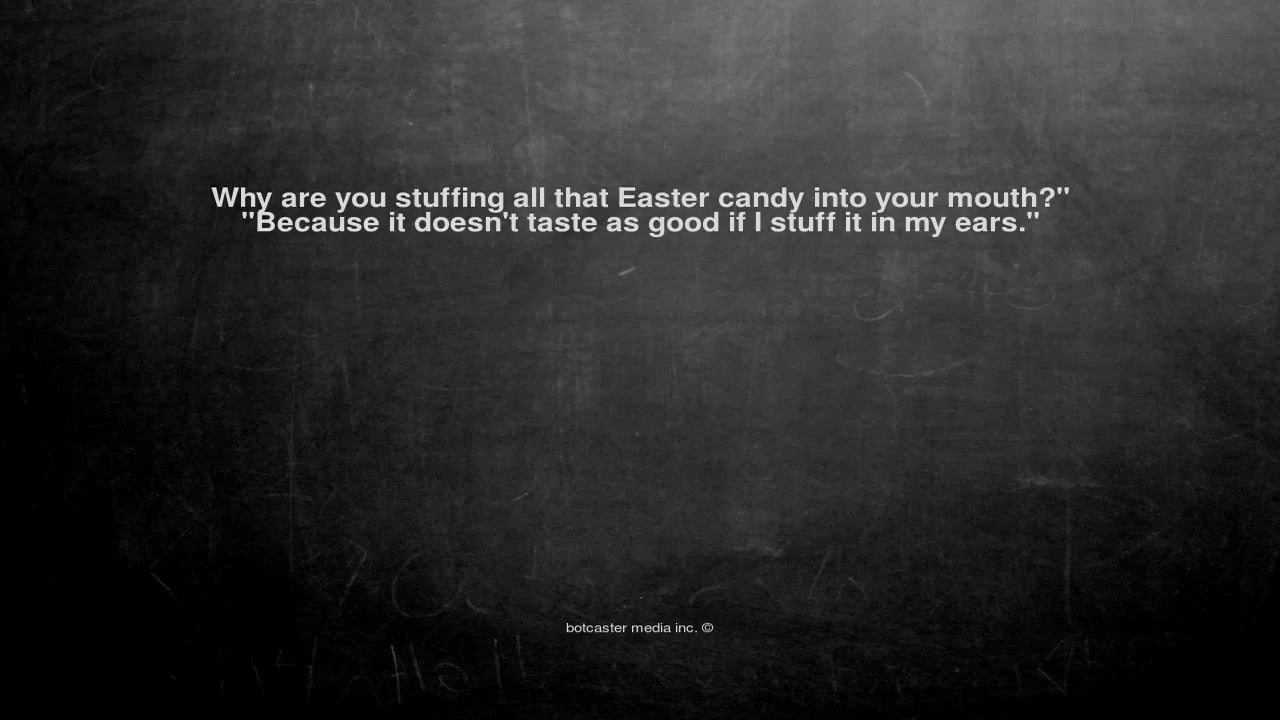 Why are you stuffing all that Easter candy into your mouth?"
"Because it doesn't taste as good if I stuff it in my ears."
botcaster media inc. ©